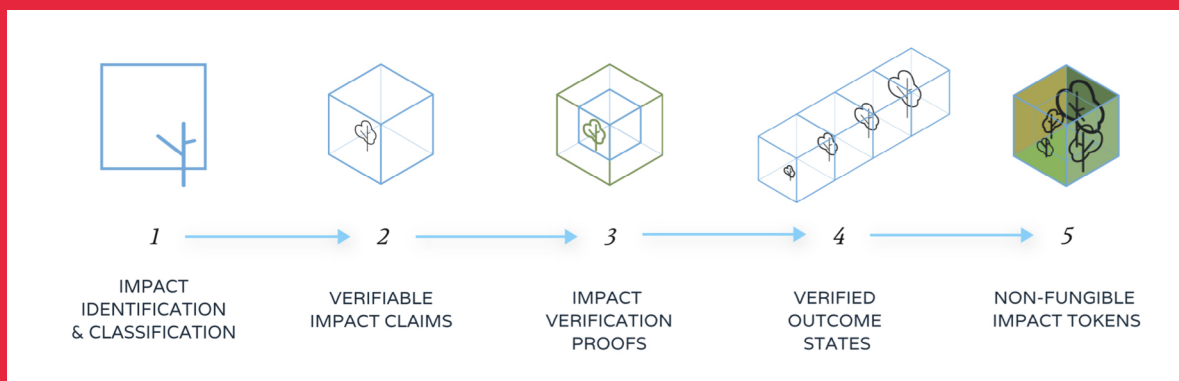 1
2
3
4
5
IMPACT
IDENTIFICATION
& CLASSIFICATION
VERIFIABLE
IMPACT CLAIMS
IMPACT
VERIFICATION
PROOFS
VERIFIED
OUTCOME
STATES
NON-FUNGIBLE
IMPACT TOKENS